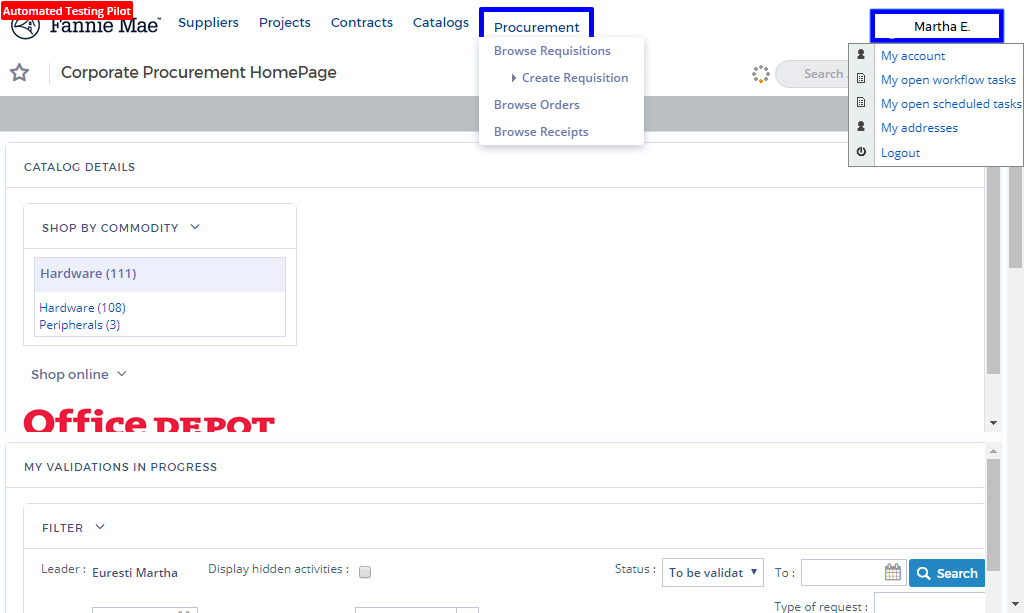 Automated Testing Pilot
Fannie Mae™
Suppliers
Projects
Contracts
Catalogs
Procurement
Martha E.
Browse Requisitions
Create Requisition
Browse Orders
Browse Receipts
My account
My open workflow tasks
My open scheduled tasks
My addresses
Logout
Corporate Procurement HomePage
Search
CATALOG DETAILS
SHOP BY COMMODITY
Hardware (111)
Hardware (108)
Peripherals (3)
Shop online
Office DEPOT
MY VALIDATIONS IN PROGRESS
FILTER
Leader : Euresti Martha
Display hidden activities :
Status : To be validat
To :
Search
Type of request :